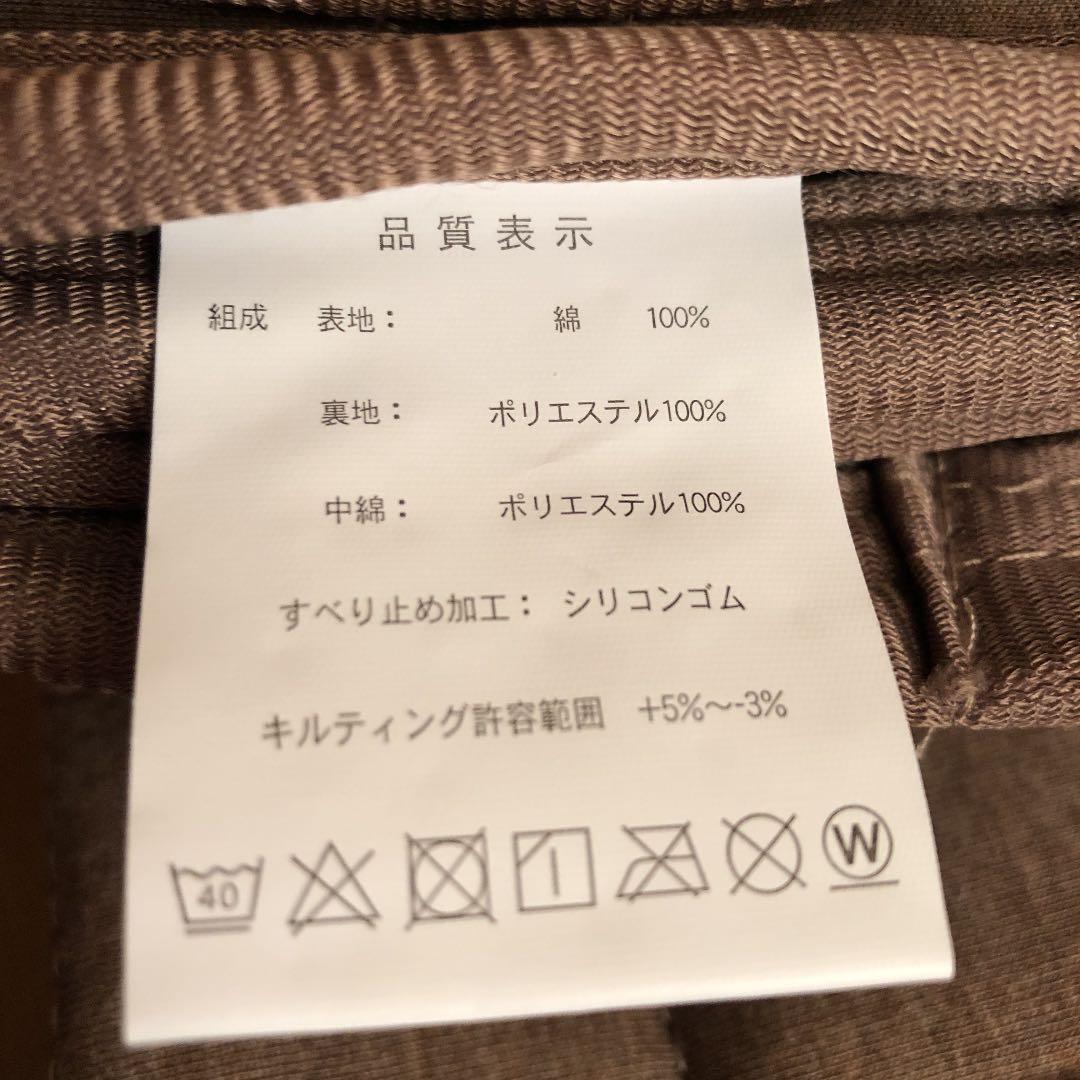 品質表示
組成 表地： 綿 100%
裏地： ポリエステル100%
中綿： ポリエステル100%
すべり止め加工： シリコンゴム
キルティング許容範囲 +5%～-3%
40 W